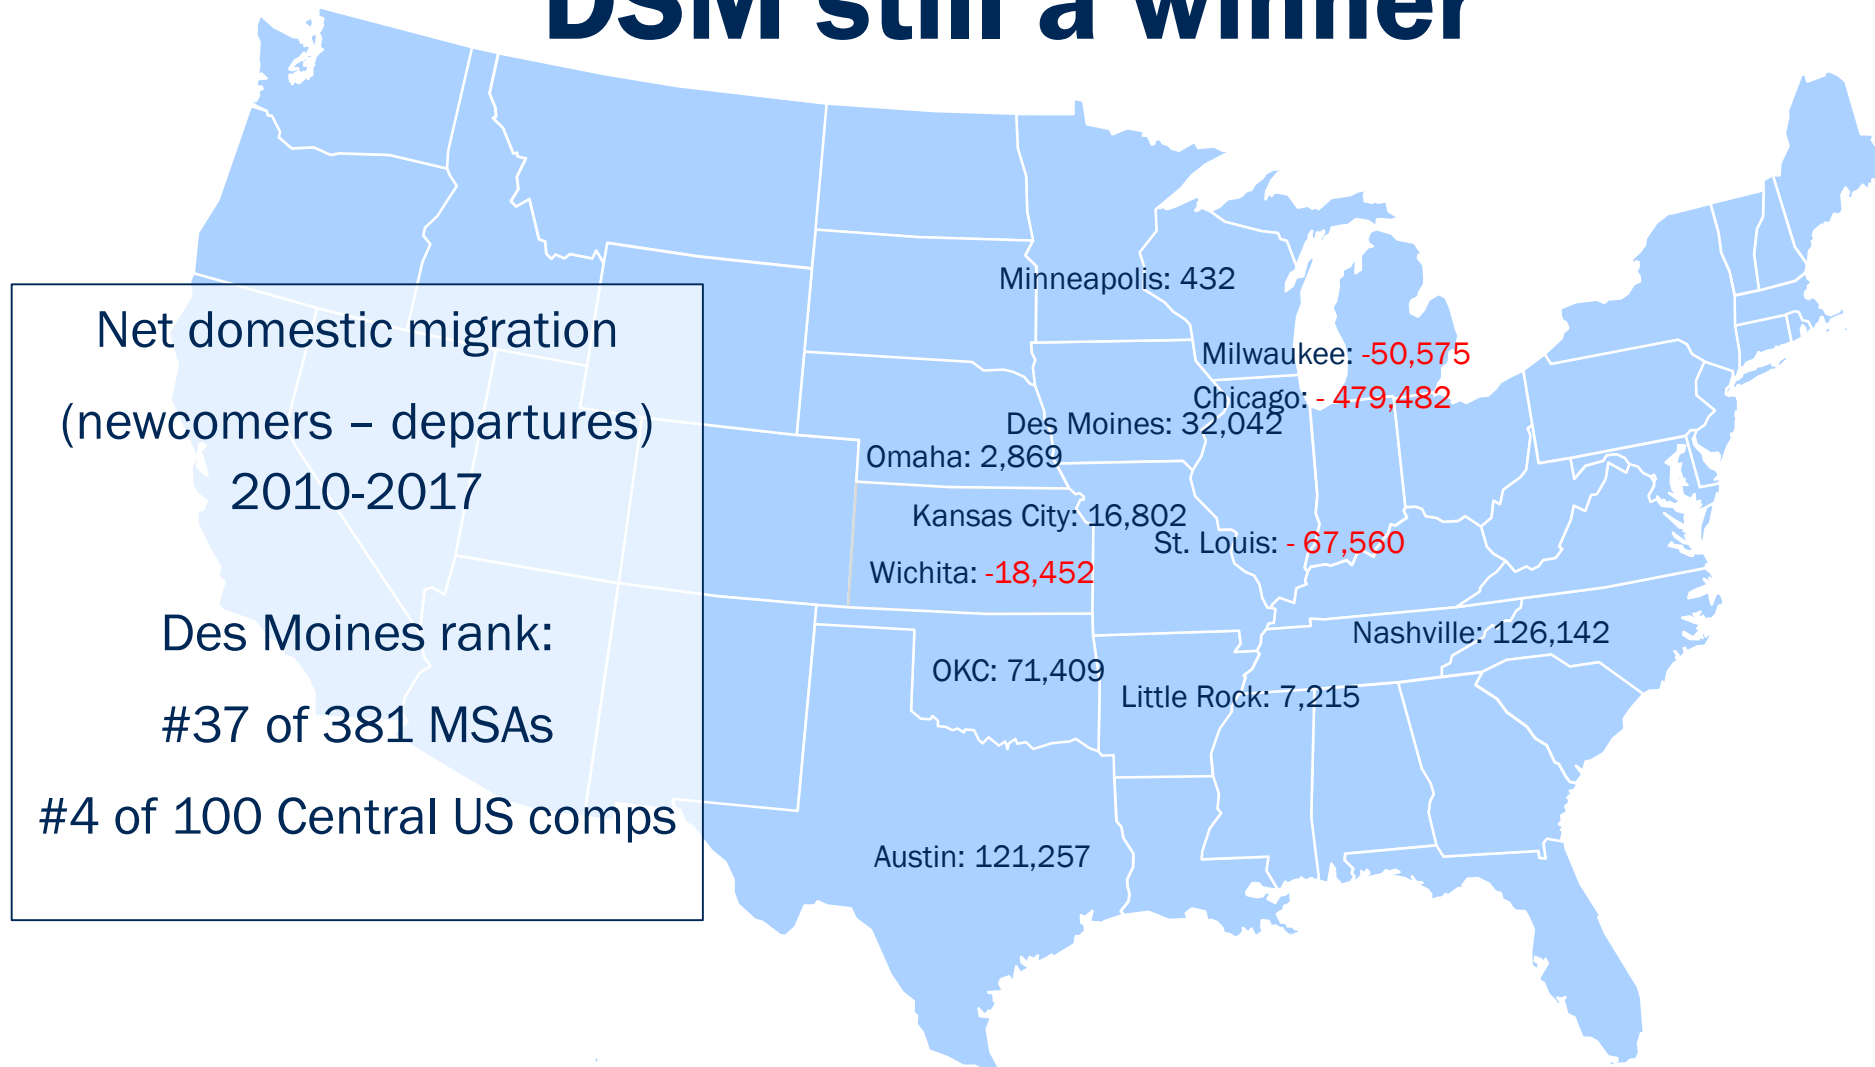 DSM still a winner
Net domestic migration
(newcomers – departures)
2010-2017
Des Moines rank:
#37 of 381 MSAs
#4 of 100 Central US comps
Minneapolis: 432
Milwaukee: -50,575
Chicago: - 479,482
Des Moines: 32,042
Omaha: 2,869
Kansas City: 16,802
St. Louis: - 67,560
Wichita: -18,452
Nashville: 126,142
OKC: 71,409
Little Rock: 7,215
Austin: 121,257